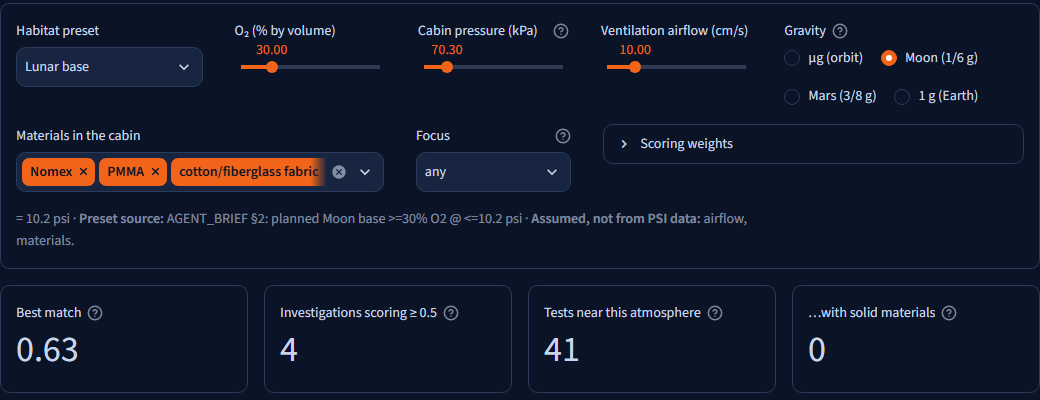 Habitat preset
O₂ (% by volume)
Cabin pressure (kPa)
Ventilation airflow (cm/s)
Gravity
30.00
70.30
10.00
Lunar base
µg (orbit)
Moon (1/6 g)
Mars (3/8 g)
1 g (Earth)
Materials in the cabin
Focus
Scoring weights
Nomex
PMMA
cotton/fiberglass fabric
any
= 10.2 psi · Preset source: AGENT_BRIEF §2: planned Moon base >=30% O2 @ <=10.2 psi · Assumed, not from PSI data: airflow,
materials.
Best match
Investigations scoring ≥ 0.5
Tests near this atmosphere
...with solid materials
0.63
4
41
0